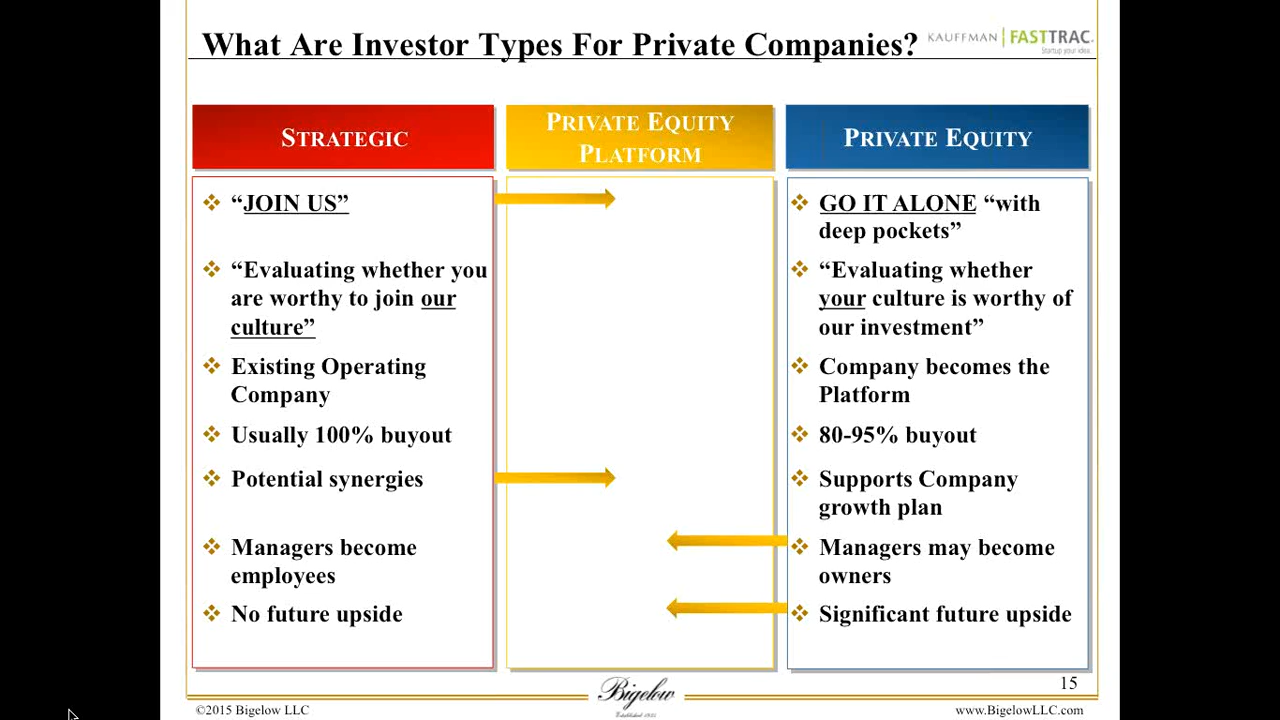 What Are Investor Types For Private Companies?
KAUFFMAN | FASTTRAC.
Startup your idea.
STRATEGIC
PRIVATE EQUITY
PLATFORM
PRIVATE EQUITY
“JOIN US”
“Evaluating whether you
are worthy to join our
culture”
Existing Operating
Company
Usually 100% buyout
Potential synergies
Managers become
employees
No future upside
GO IT ALONE “with
deep pockets”
“Evaluating whether
your culture is worthy of
our investment”
Company becomes the
Platform
80-95% buyout
Supports Company
growth plan
Managers may become
owners
Significant future upside
15
©2015 Bigelow LLC
Bigelow
www.BigelowLLC.com